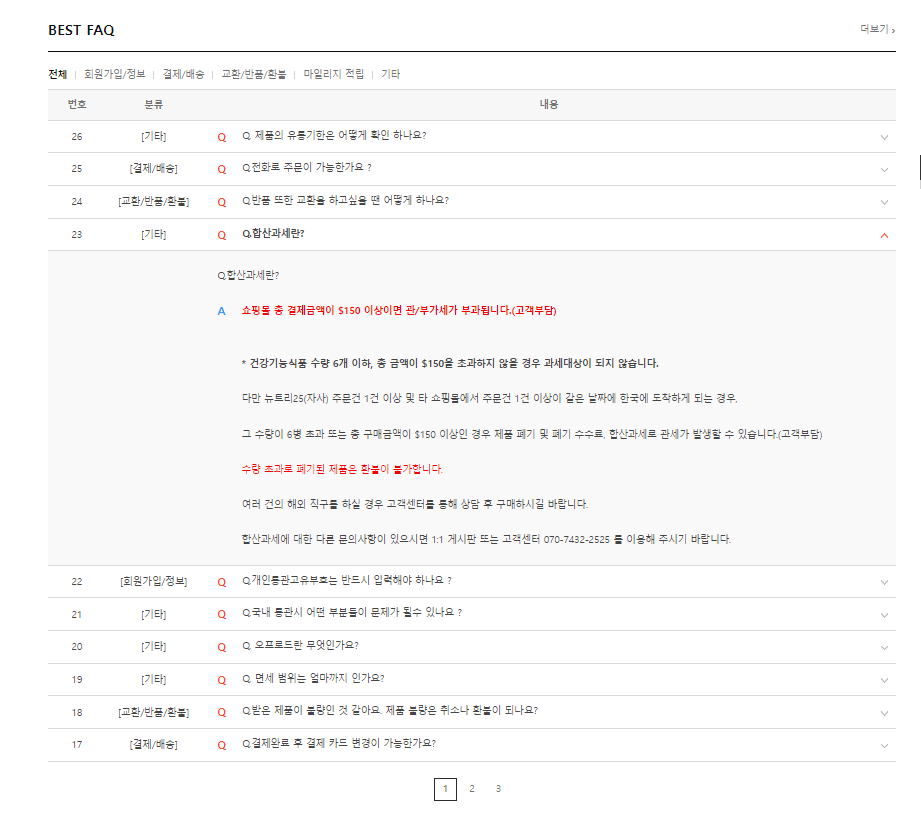 BEST FAQ
더보기 ›
전체 | 회원가입/정보 | 결제/배송 | 교환/반품/환불 | 마일리지 적립 | 기타
번호 분류 내용
26 [기타] Q Q. 제품의 유통기한은 어떻게 확인 하나요?
25 [결제/배송] Q Q.전화로 주문이 가능한가요 ?
24 [교환/반품/환불] Q Q.반품 또한 교환을 하고싶을 땐 어떻게 하나요?
23 [기타] Q Q.합산과세란?
Q.합산과세란?
A 쇼핑몰 총 결제금액이 $150 이상이면 관/부가세가 부과됩니다.(고객부담)
* 건강기능식품 수량 6개 이하, 총 금액이 $150을 초과하지 않을 경우 과세대상이 되지 않습니다.
다만 뉴트리25(자사) 주문건 1건 이상 및 타 쇼핑몰에서 주문건 1건 이상이 같은 날짜에 한국에 도착하게 되는 경우,
그 수량이 6병 초과 또는 총 구매금액이 $150 이상인 경우 제품 폐기 및 폐기 수수료, 합산과세로 관세가 발생할 수 있습니다.(고객부담)
수량 초과로 폐기된 제품은 환불이 불가합니다.
여러 건의 해외 직구를 하실 경우 고객센터를 통해 상담 후 구매하시길 바랍니다.
합산과세에 대한 다른 문의사항이 있으시면 1:1 게시판 또는 고객센터 070-7432-2525 를 이용해 주시기 바랍니다.
22 [회원가입/정보] Q Q.개인통관고유부호는 반드시 입력해야 하나요 ?
21 [기타] Q Q.국내 통관시 어떤 부분들이 문제가 될수 있나요 ?
20 [기타] Q Q. 오프로드란 무엇인가요?
19 [기타] Q Q. 면세 범위는 얼마까지 인가요?
18 [교환/반품/환불] Q Q.받은 제품이 불량인 것 같아요. 제품 불량은 취소나 환불이 되나요?
17 [결제/배송] Q Q.결제완료 후 결제 카드 변경이 가능한가요?
1 2 3